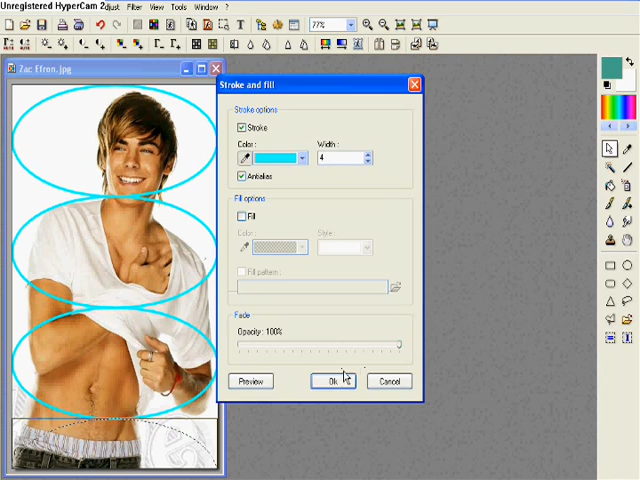 Unregistered HyperCam 2
djust Filter View Tools Window ?
77%
Zac Efron.jpg
Stroke and fill
Stroke options
Stroke
Color:
Width:
4
Antialias
Fill options
Fill
Color:
Style:
Fill pattern:
Fade
Opacity: 100%
Preview
Ok
Cancel